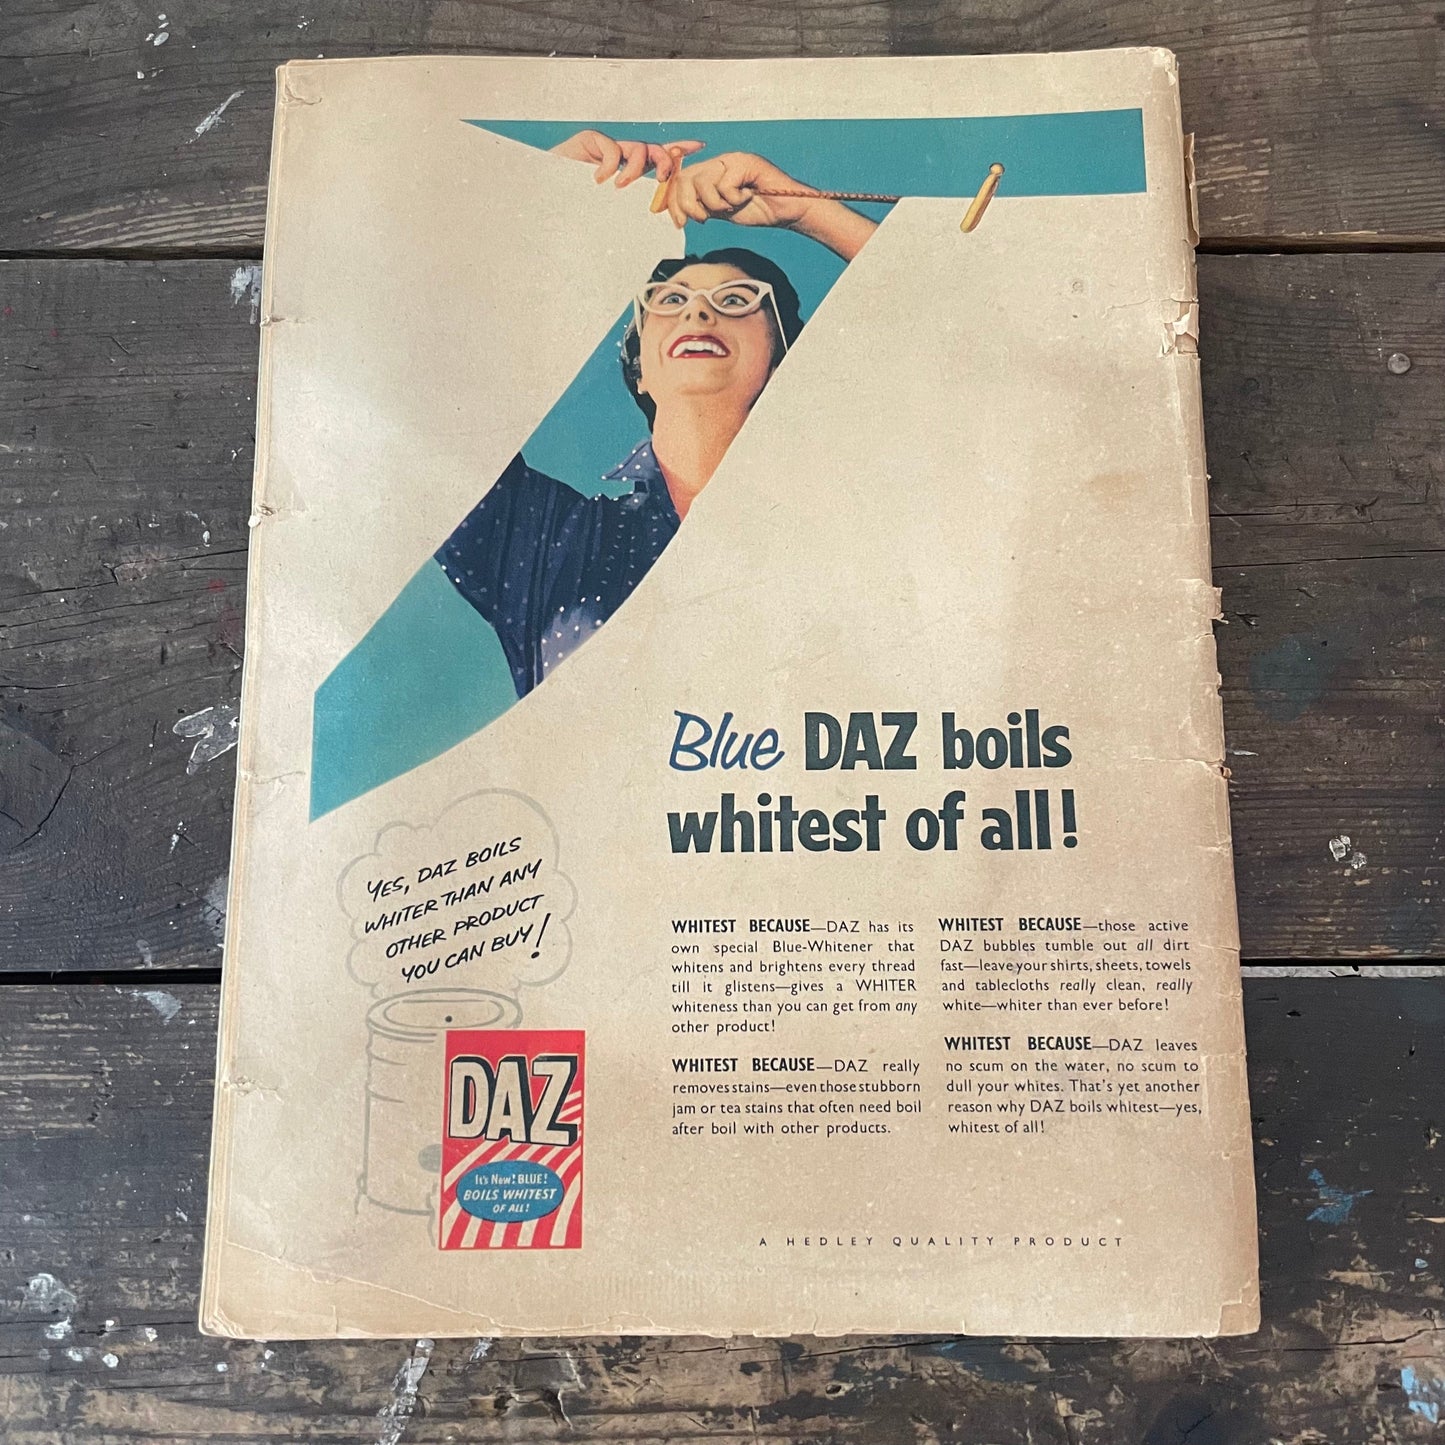 Blue DAZ boils
whitest of all!
YES, DAZ BOILS
WHITER THAN ANY
OTHER PRODUCT
YOU CAN BUY!
WHITEST BECAUSE—DAZ has its
own special Blue-Whitener that
whitens and brightens every thread
till it glistens—gives a WHITER
whiteness than you can get from any
other product!
WHITEST BECAUSE—DAZ really
removes stains—even those stubborn
jam or tea stains that often need boil
after boil with other products.
WHITEST BECAUSE—those active
DAZ bubbles tumble out all dirt
fast—leave your shirts, sheets, towels
and tablecloths really clean, really
white—whiter than ever before!
WHITEST BECAUSE—DAZ leaves
no scum on the water, no scum to
dull your whites. That's yet another
reason why DAZ boils whitest—yes,
whitest of all!
DAZ
It's New! BLUE!
BOILS WHITEST
OF ALL!
A HEDLEY QUALITY PRODUCT